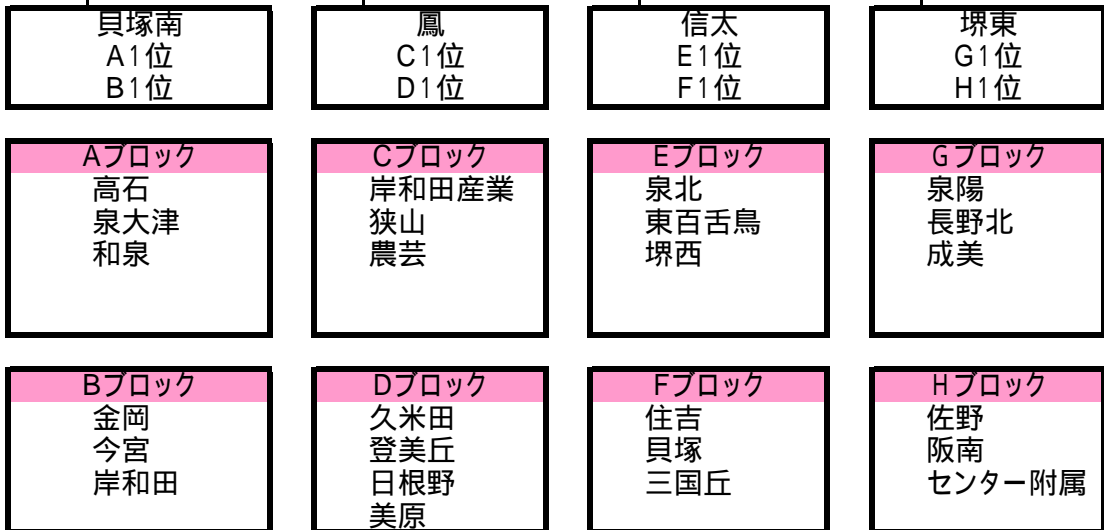 貝塚南
A1位
B1位
鳳
C1位
D1位
信太
E1位
F1位
堺東
G1位
H1位
Aブロック
高石
泉大津
和泉
Cブロック
岸和田産業
狭山
農芸
Eブロック
泉北
東百舌鳥
堺西
Gブロック
泉陽
長野北
成美
Bブロック
金岡
今宮
岸和田
Dブロック
久米田
登美丘
日根野
美原
Fブロック
住吉
貝塚
三国丘
Hブロック
佐野
阪南
センター附属